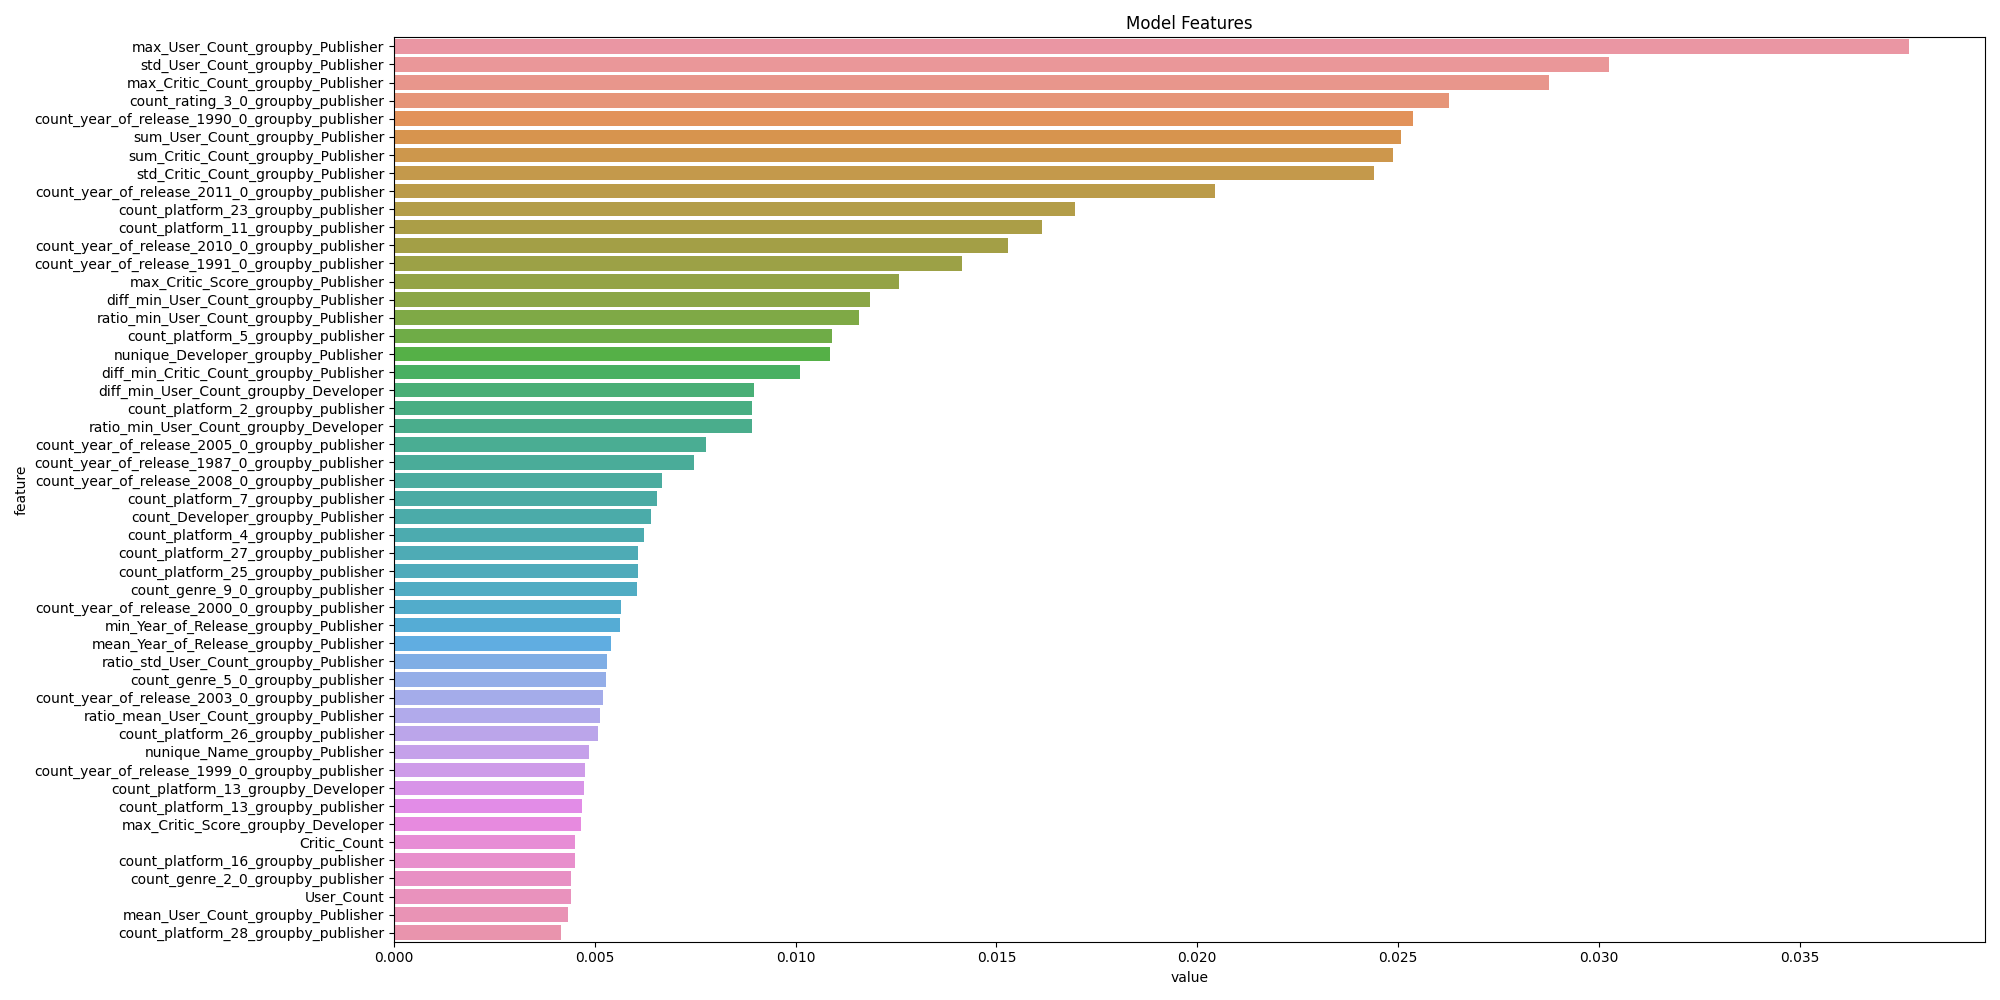 Model Features
max_User_Count_groupby_Publisher
std_User_Count_groupby_Publisher
max_Critic_Count_groupby_Publisher
count_rating_3_0_groupby_publisher
count_year_of_release_1990_0_groupby_publisher
sum_User_Count_groupby_Publisher
sum_Critic_Count_groupby_Publisher
std_Critic_Count_groupby_Publisher
count_year_of_release_2011_0_groupby_publisher
count_platform_23_groupby_publisher
count_platform_11_groupby_publisher
count_year_of_release_2010_0_groupby_publisher
count_year_of_release_1991_0_groupby_publisher
max_Critic_Score_groupby_Publisher
diff_min_User_Count_groupby_Publisher
ratio_min_User_Count_groupby_Publisher
count_platform_5_groupby_publisher
nunique_Developer_groupby_Publisher
diff_min_Critic_Count_groupby_Publisher
diff_min_User_Count_groupby_Developer
count_platform_2_groupby_publisher
ratio_min_User_Count_groupby_Developer
count_year_of_release_2005_0_groupby_publisher
count_year_of_release_1987_0_groupby_publisher
count_year_of_release_2008_0_groupby_publisher
count_platform_7_groupby_publisher
count_Developer_groupby_Publisher
count_platform_4_groupby_publisher
count_platform_27_groupby_publisher
count_platform_25_groupby_publisher
count_genre_9_0_groupby_publisher
count_year_of_release_2000_0_groupby_publisher
min_Year_of_Release_groupby_Publisher
mean_Year_of_Release_groupby_Publisher
ratio_std_User_Count_groupby_Publisher
count_genre_5_0_groupby_publisher
count_year_of_release_2003_0_groupby_publisher
ratio_mean_User_Count_groupby_Publisher
count_platform_26_groupby_publisher
nunique_Name_groupby_Publisher
count_year_of_release_1999_0_groupby_publisher
count_platform_13_groupby_Developer
count_platform_13_groupby_publisher
max_Critic_Score_groupby_Developer
Critic_Count
count_platform_16_groupby_publisher
count_genre_2_0_groupby_publisher
User_Count
mean_User_Count_groupby_Publisher
count_platform_28_groupby_publisher
feature
0.000 0.005 0.010 0.015 0.020 0.025 0.030 0.035
value